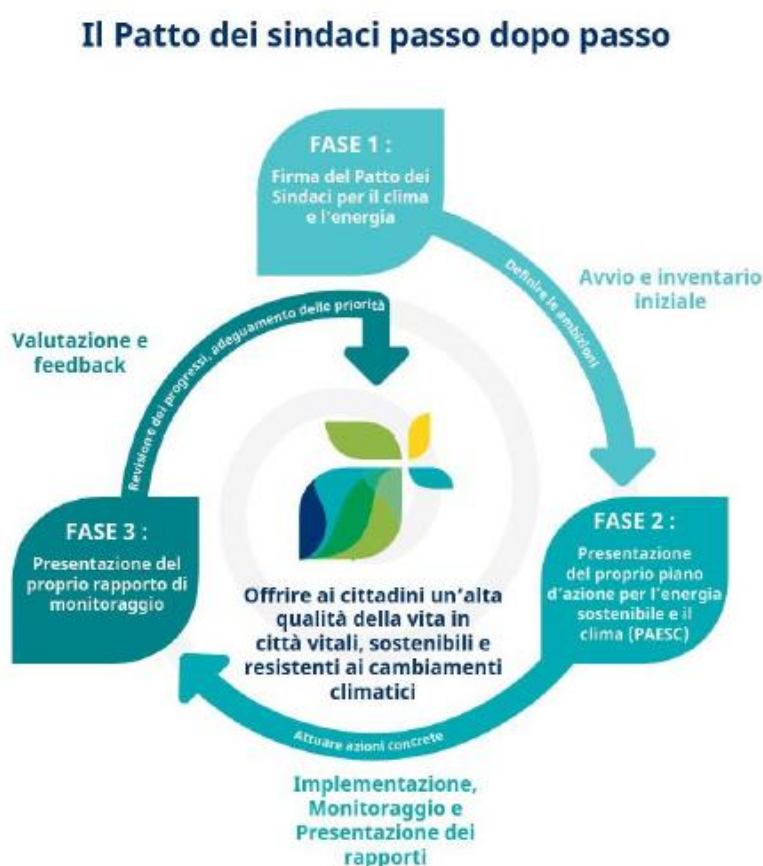 Il Patto dei sindaci passo dopo passo
FASE 1 :
Firma del Patto dei
Sindaci per il clima
e l'energia
Definire le ambizioni
Avvio e inventario
iniziale
FASE 2 :
Presentazione
del proprio piano
d'azione per l'energia
sostenibile e il
clima (PAESC)
Attuare azioni concrete
Implementazione,
Monitoraggio e
Presentazione dei
rapporti
FASE 3 :
Presentazione del
proprio rapporto di
monitoraggio
Revisione dei progressi, adeguamento delle priorità
Valutazione e
feedback
Offrire ai cittadini un'alta
qualità della vita in
città vitali, sostenibili e
resistenti ai cambiamenti
climatici